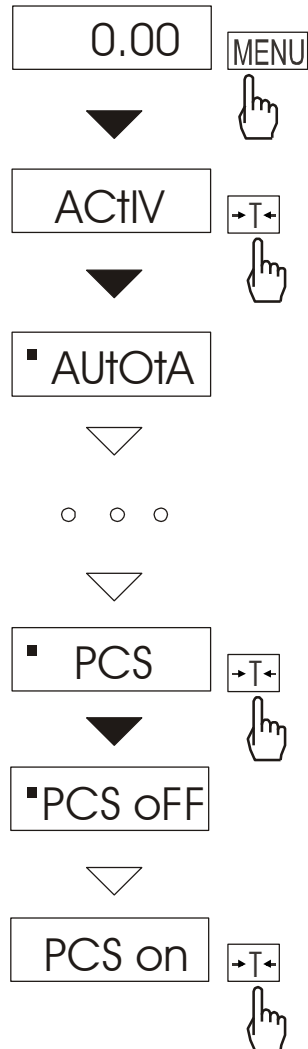 0.00 MENU
ACtIV →T←
AUtOtA
PCS →T←
PCS oFF
PCS on →T←